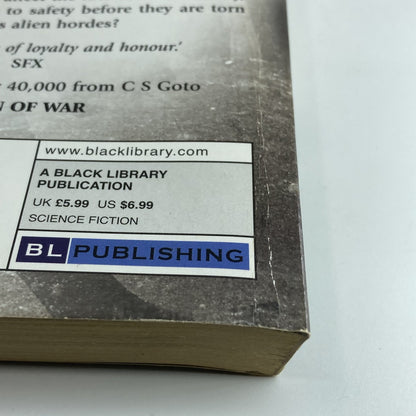 to safety before they are torn
s alien hordes?
of loyalty and honour.'
SFX
40,000 from C S Goto
N OF WAR
www.blacklibrary.com
A BLACK LIBRARY
PUBLICATION
UK £5.99 US $6.99
SCIENCE FICTION
BL PUBLISHING